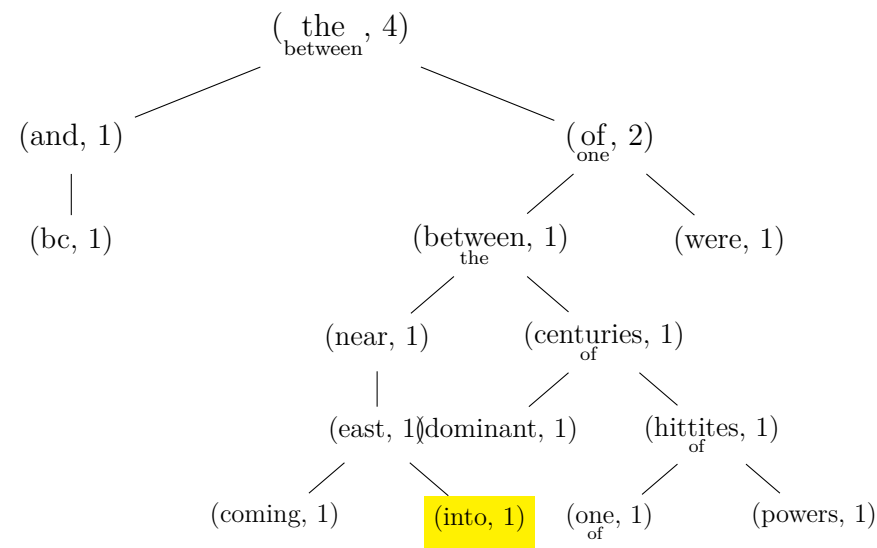 (the, 4)
between
(and, 1) (of, 2)
one
(bc, 1) (between, 1) (were, 1)
the
(near, 1) (centuries, 1)
of
(east, 1) (dominant, 1) (hittites, 1)
of
(coming, 1) (into, 1) (one, 1) (powers, 1)
of